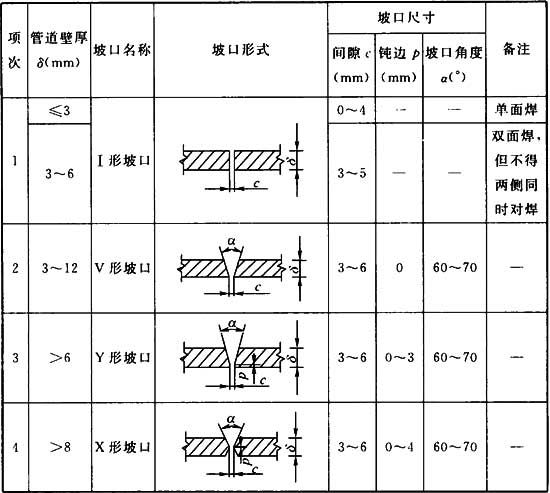 项次 管道壁厚 δ(mm) 坡口名称 坡口形式 坡口尺寸 备注
间隙 c (mm) 钝边 p (mm) 坡口角度 α(°)
1 ≤3 I 形坡口 0～4 — — 单面焊
3～6 δ c 3～5 — — 双面焊，但不得两侧同时对焊
2 3～12 V 形坡口 α δ c 3～6 0 60～70 —
3 >6 Y 形坡口 α δ p c 3～6 0～3 60～70 —
4 >8 X 形坡口 α δ p c 3～6 0～4 60～70 —